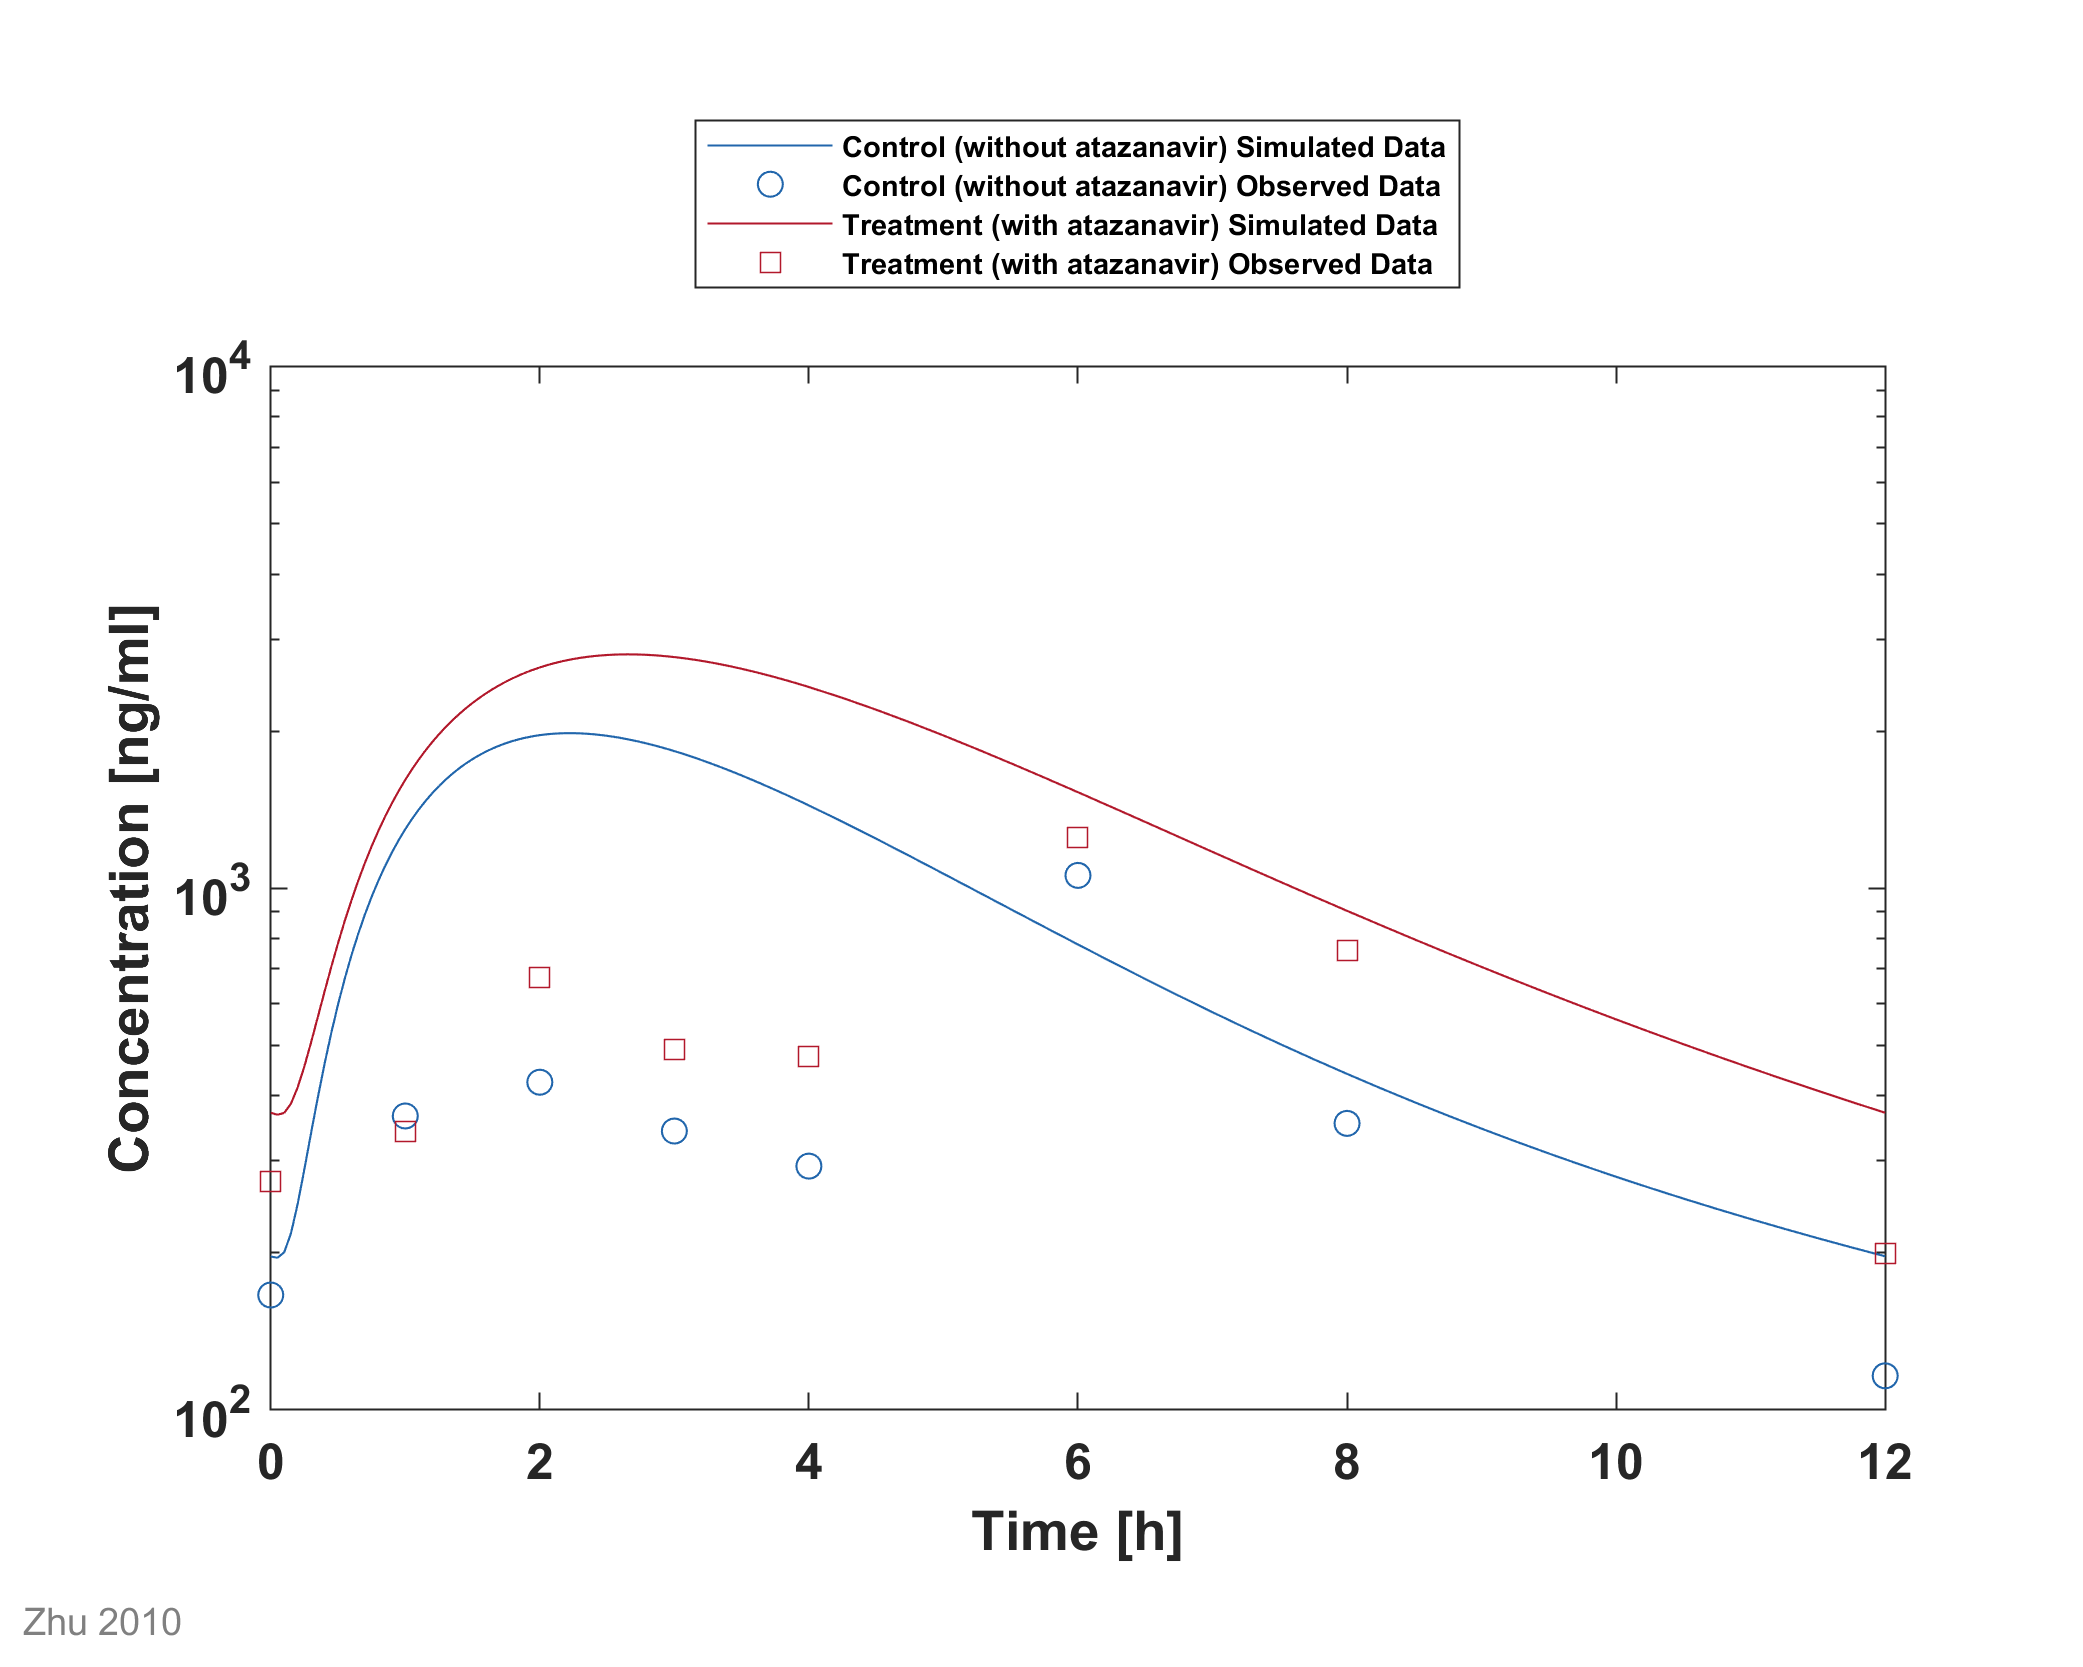 Control (without atazanavir) Simulated Data
Control (without atazanavir) Observed Data
Treatment (with atazanavir) Simulated Data
Treatment (with atazanavir) Observed Data
10^4
10^3
10^2
Concentration [ng/ml]
0 2 4 6 8 10 12
Time [h]
Zhu 2010